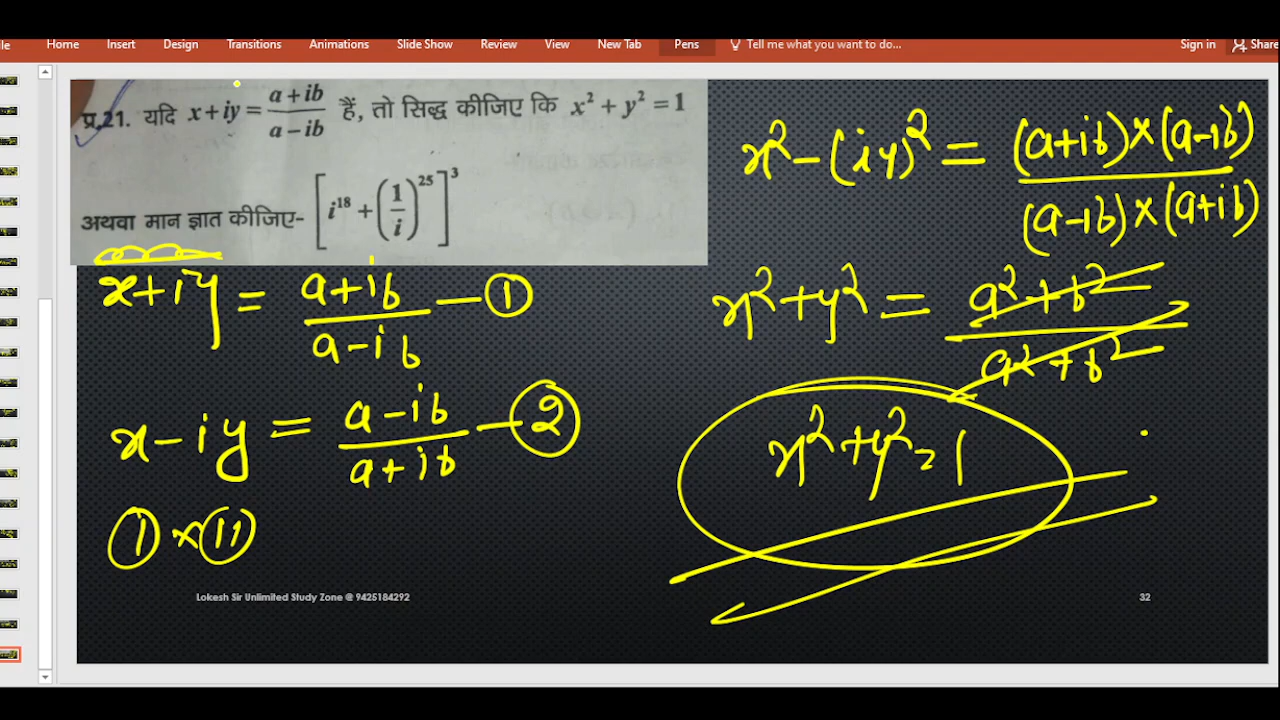 Home Insert Design Transitions Animations Slide Show Review View New Tab Pens Tell me what you want to do... Sign in Share
प्र.21. यदि x+iy = (a+ib)/(a-ib) हैं, तो सिद्ध कीजिए कि x² + y² = 1
अथवा मान ज्ञात कीजिए- [i¹⁸ + (1/i)²⁵]³
x+iy = (a+ib)/(a-ib) — ①
x-iy = (a-ib)/(a+ib) — ②
① × ⑪
x² - (iy)² = ((a+ib)×(a-ib))/((a-ib)×(a+ib))
x²+y² = (a²+b²)/(a²+b²)
x²+y²=1
Lokesh Sir Unlimited Study Zone @ 9425184292
32